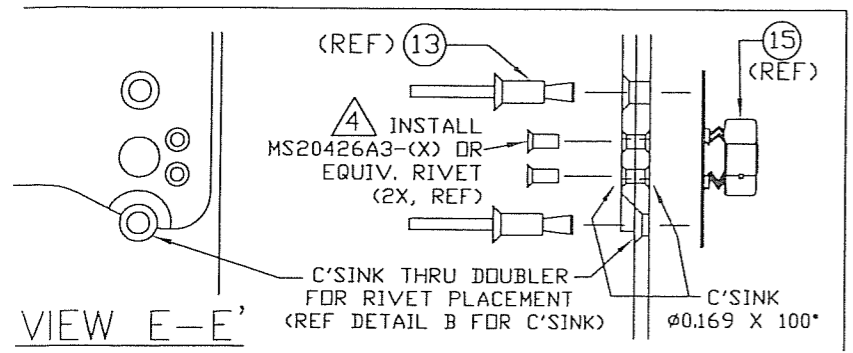 (REF) 13
15
(REF)
4 INSTALL
MS20426A3-(X) OR
EQUIV. RIVET
(2X, REF)
C'SINK THRU DOUBLER
FOR RIVET PLACEMENT
(REF DETAIL B FOR C'SINK)
C'SINK
ø0.169 X 100°
VIEW E-E'